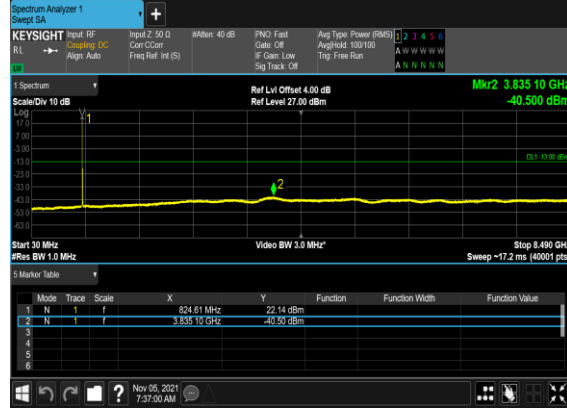 Spectrum Analyzer 1
Swept SA
+
KEYSIGHT Input: RF Input Z: 50 Ω #Atten: 40 dB PNO: Fast Avg Type: Power (RMS) 1 2 3 4 5 6
RL Coupling: DC Corr CCorr Gate: Off Avg|Hold: 100/100 A W W W W W
Align: Auto Freq Ref: Int (S) IF Gain: Low Trig: Free Run
Sig Track: Off A N N N N N
1 Spectrum Ref Lvl Offset 4.00 dB Mkr2 3.835 10 GHz
Scale/Div 10 dB Ref Level 27.00 dBm -40.500 dBm
Log
17.0
1
7.00
-3.00
DL1 -13.00 dBm
-13.0
-23.0
-33.0
2
-43.0
-53.0
-63.0
Start 30 MHz Video BW 3.0 MHz* Stop 8.490 GHz
#Res BW 1.0 MHz Sweep ~17.2 ms (40001 pts)
5 Marker Table
Mode Trace Scale X Y Function Function Width Function Value
1 N 1 f 824.61 MHz 22.14 dBm
2 N 1 f 3.835 10 GHz -40.50 dBm
3
4
5
6
? Nov 05, 2021
7:37:00 AM